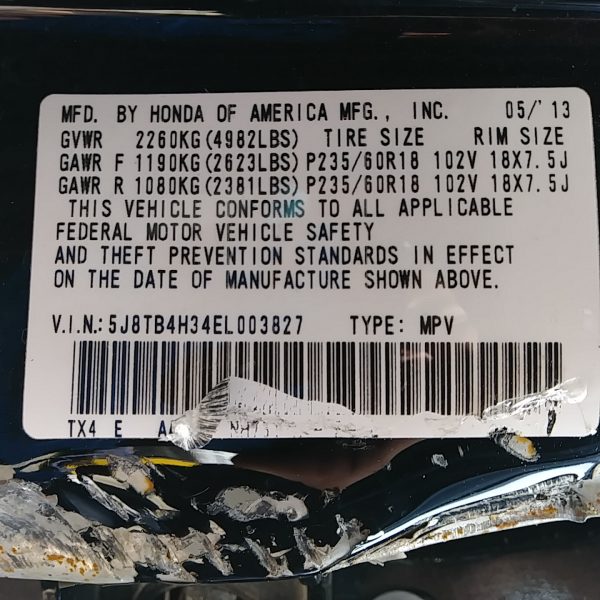 MFD. BY HONDA OF AMERICA MFG., INC. 05/'13
GVWR 2260KG(4982LBS) TIRE SIZE RIM SIZE
GAWR F 1190KG(2623LBS) P235/60R18 102V 18X7.5J
GAWR R 1080KG(2381LBS) P235/60R18 102V 18X7.5J
THIS VEHICLE CONFORMS TO ALL APPLICABLE
FEDERAL MOTOR VEHICLE SAFETY
AND THEFT PREVENTION STANDARDS IN EFFECT
ON THE DATE OF MANUFACTURE SHOWN ABOVE.
V.I.N.: 5J8TB4H34EL003827 TYPE: MPV
TX4 E